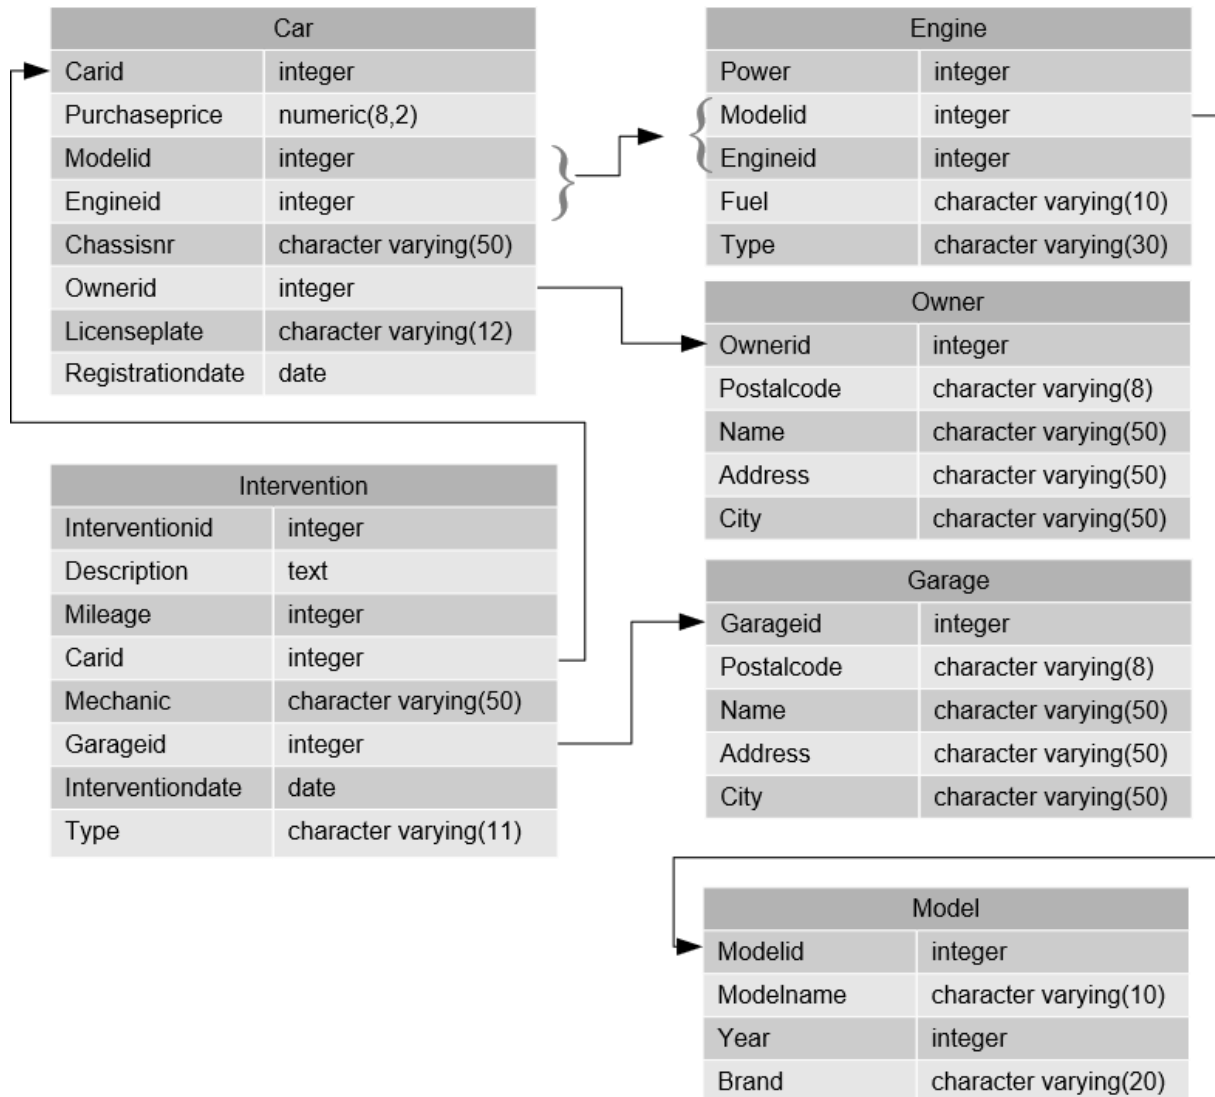 Car
Carid integer
Purchaseprice numeric(8,2)
Modelid integer
Engineid integer
Chassisnr character varying(50)
Ownerid integer
Licenseplate character varying(12)
Registrationdate date
Engine
Power integer
Modelid integer
Engineid integer
Fuel character varying(10)
Type character varying(30)
Owner
Ownerid integer
Postalcode character varying(8)
Name character varying(50)
Address character varying(50)
City character varying(50)
Intervention
Interventionid integer
Description text
Mileage integer
Carid integer
Mechanic character varying(50)
Garageid integer
Interventiondate date
Type character varying(11)
Garage
Garageid integer
Postalcode character varying(8)
Name character varying(50)
Address character varying(50)
City character varying(50)
Model
Modelid integer
Modelname character varying(10)
Year integer
Brand character varying(20)